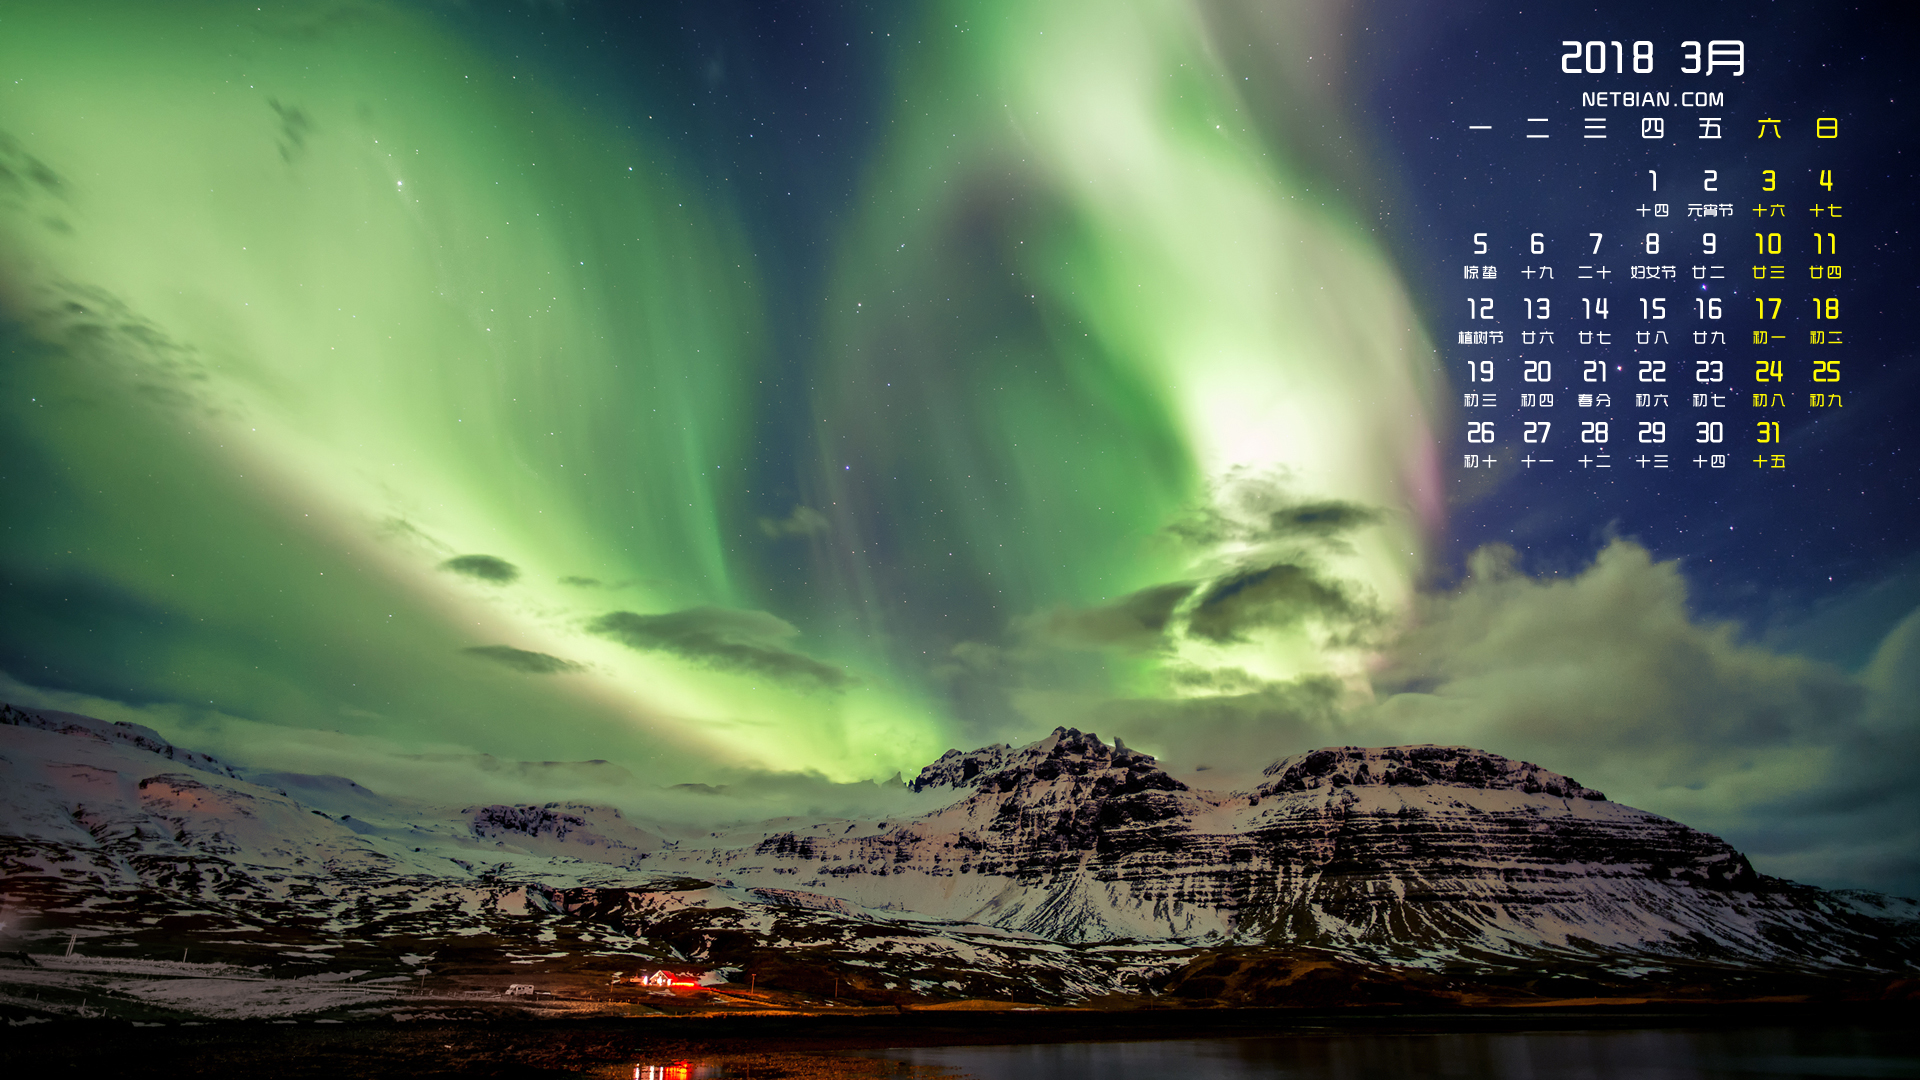 2018 3月
NETBIAN.COM
一 二 三 四 五 六 日
1 2 3 4
十四 元宵节 十六 十七
5 6 7 8 9 10 11
惊蛰 十九 二十 妇女节 廿二 廿三 廿四
12 13 14 15 16 17 18
植树节 廿六 廿七 廿八 廿九 初一 初二
19 20 21 22 23 24 25
初三 初四 春分 初六 初七 初八 初九
26 27 28 29 30 31
初十 十一 十二 十三 十四 十五